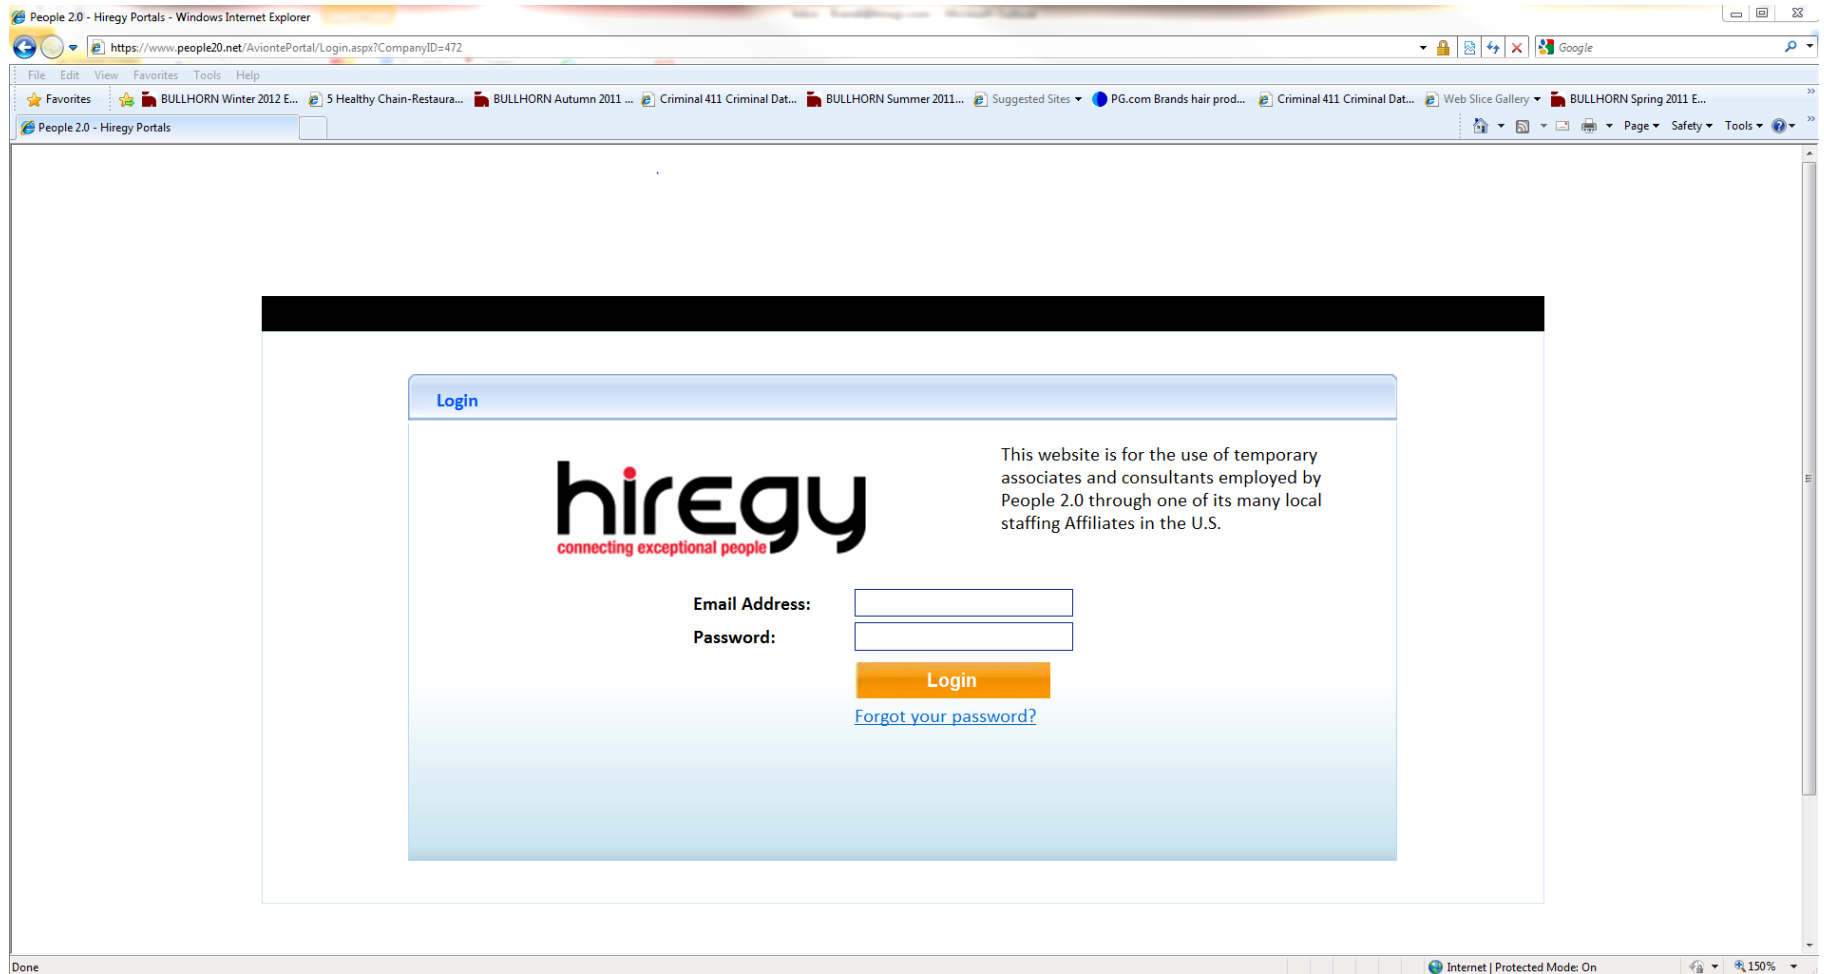 People 2.0 - Hiregy Portals - Windows Internet Explorer
https://www.people20.net/AviontePortal/Login.aspx?CompanyID=472
Google
File Edit View Favorites Tools Help
Favorites BULLHORN Winter 2012 E... 5 Healthy Chain-Restaura... BULLHORN Autumn 2011 ... Criminal 411 Criminal Dat... BULLHORN Summer 2011... Suggested Sites PG.com Brands hair prod... Criminal 411 Criminal Dat... Web Slice Gallery BULLHORN Spring 2011 E...
People 2.0 - Hiregy Portals
Page Safety Tools
Login
hiregy
connecting exceptional people
This website is for the use of temporary
associates and consultants employed by
People 2.0 through one of its many local
staffing Affiliates in the U.S.
Email Address:
Password:
Login
Forgot your password?
Done
Internet | Protected Mode: On
150%